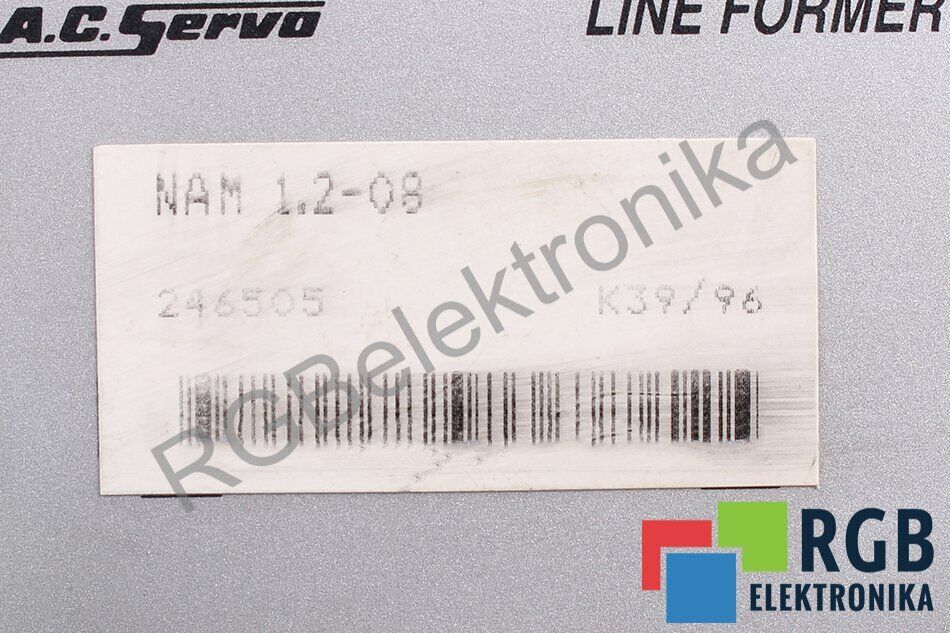 A.C. Servo
LINE FORMER
NAM 1.2-08
246505
K39/96
RGBelektronika
RGB
ELEKTRONIKA